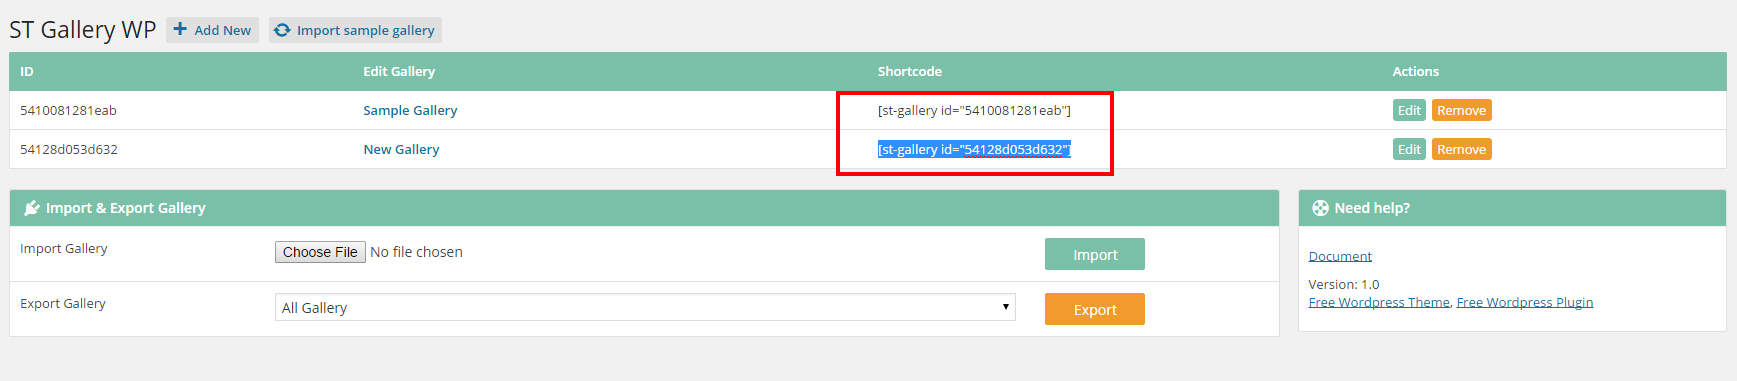 ST Gallery WP Add New Import sample gallery
ID Edit Gallery Shortcode Actions
5410081281eab Sample Gallery [st-gallery id="5410081281eab"] Edit Remove
54128d053d632 New Gallery [st-gallery id="54128d053d632"] Edit Remove
Import & Export Gallery
Import Gallery Choose File No file chosen Import
Export Gallery All Gallery Export
Need help?
Document
Version: 1.0
Free Wordpress Theme, Free Wordpress Plugin